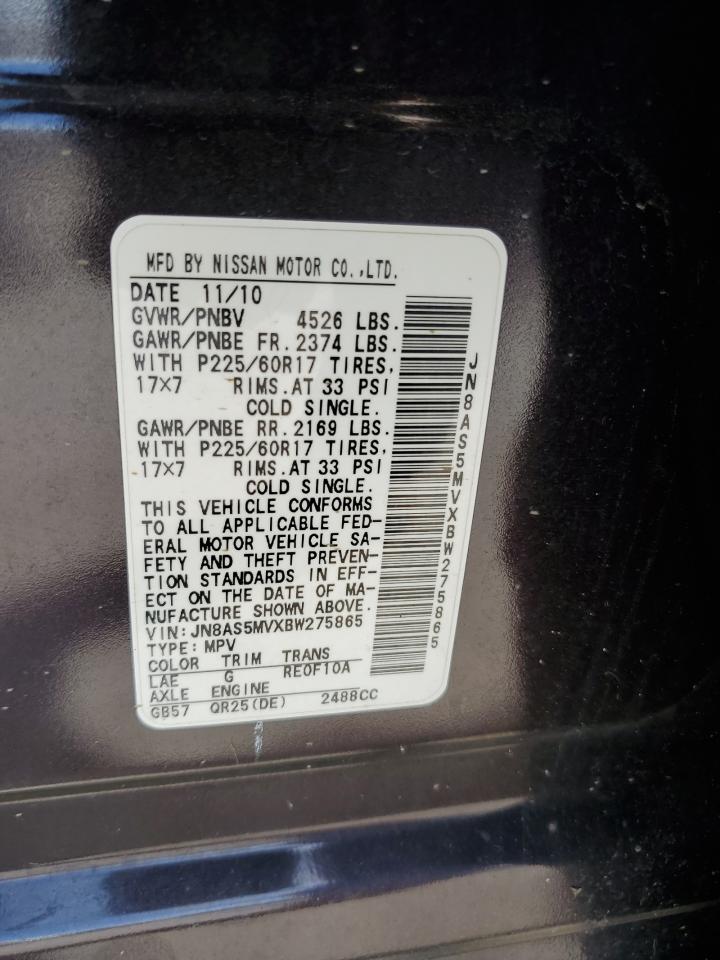 MFD BY NISSAN MOTOR CO.,LTD.
DATE 11/10
GVWR/PNBV 4526 LBS.
GAWR/PNBE FR.2374 LBS.
WITH P225/60R17 TIRES,
17×7 RIMS.AT 33 PSI
COLD SINGLE.
GAWR/PNBE RR.2169 LBS.
WITH P225/60R17 TIRES,
17×7 RIMS.AT 33 PSI
COLD SINGLE.
THIS VEHICLE CONFORMS
TO ALL APPLICABLE FED-
ERAL MOTOR VEHICLE SA-
FETY AND THEFT PREVEN-
TION STANDARDS IN EFF-
ECT ON THE DATE OF MA-
NUFACTURE SHOWN ABOVE.
VIN:JN8AS5MVXBW275865
TYPE:MPV
COLOR TRIM TRANS
LAE G RE0F10A
AXLE ENGINE
GB57 QR25(DE) 2488CC
JN8AS5MVXBW275865